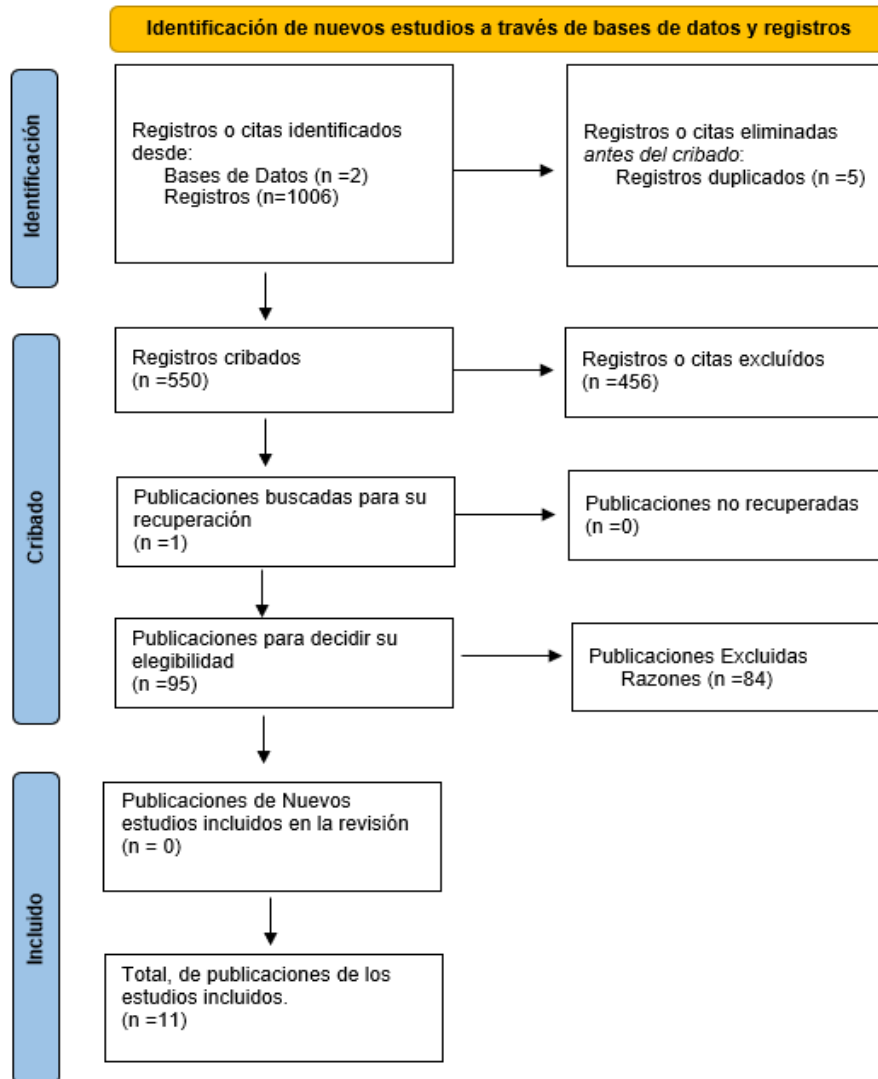 Identificación de nuevos estudios a través de bases de datos y registros
Identificación
Registros o citas identificados
desde:
Bases de Datos (n =2)
Registros (n=1006)
Registros o citas eliminadas
antes del cribado:
Registros duplicados (n =5)
Cribado
Registros cribados
(n =550)
Registros o citas excluídos
(n =456)
Publicaciones buscadas para su
recuperación
(n =1)
Publicaciones no recuperadas
(n =0)
Publicaciones para decidir su
elegibilidad
(n =95)
Publicaciones Excluidas
Razones (n =84)
Incluido
Publicaciones de Nuevos
estudios incluidos en la revisión
(n = 0)
Total, de publicaciones de los
estudios incluidos.
(n =11)